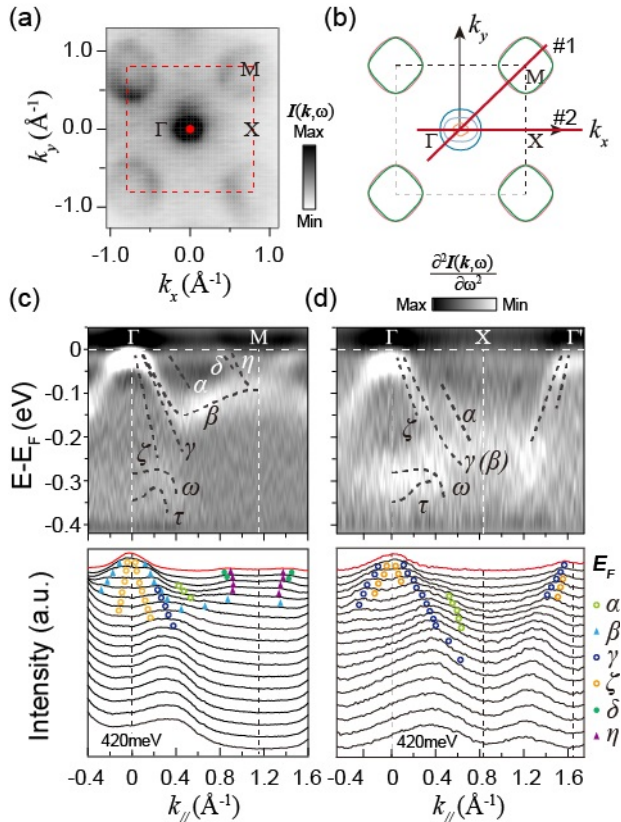 (a)
1.0
0.0
-1.0
k_y (Å⁻¹)
M
Γ
X
-1.0
0.0
1.0
k_x (Å⁻¹)
I(k,ω)
Max
Min
(b)
k_y
#1
M
#2
Γ
X
k_x
∂²I(k,ω)/∂ω²
Max
Min
(c)
Γ
M
0
-0.1
-0.2
-0.3
-0.4
E-E_F (eV)
α
δ
η
β
ζ
γ
ω
τ
(d)
Γ
X
Γ'
α
ζ
γ(β)
ω
τ
Intensity (a.u.)
420meV
-0.4
0
0.4
0.8
1.2
1.6
k_// (Å⁻¹)
420meV
-0.4
0
0.4
0.8
1.2
1.6
k_// (Å⁻¹)
E_F
α
β
γ
ζ
δ
η